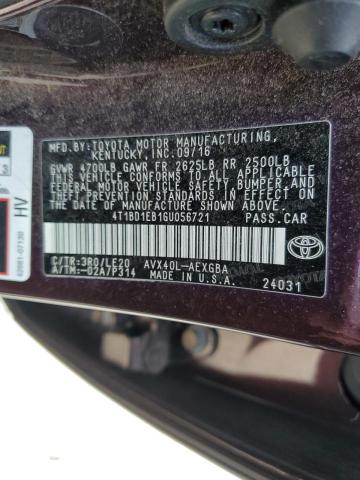 MFD.BY:TOYOTA MOTOR MANUFACTURING,
KENTUCKY, INC. 09/16
GVWR 4700LB GAWR FR 2625LB RR 2500LB
THIS VEHICLE CONFORMS TO ALL APPLICABLE
FEDERAL MOTOR VEHICLE SAFETY, BUMPER, AND
THEFT PREVENTION STANDARDS IN EFFECT ON
THE DATE OF MANUFACTURE SHOWN ABOVE.
4T1BD1EB1GU056721 PASS.CAR
C/TR:3R0/LE20 AVX40L-AEXGBA
A/TM:-02A7P314 MADE IN U.S.A.
24031
TOYOTA
HV